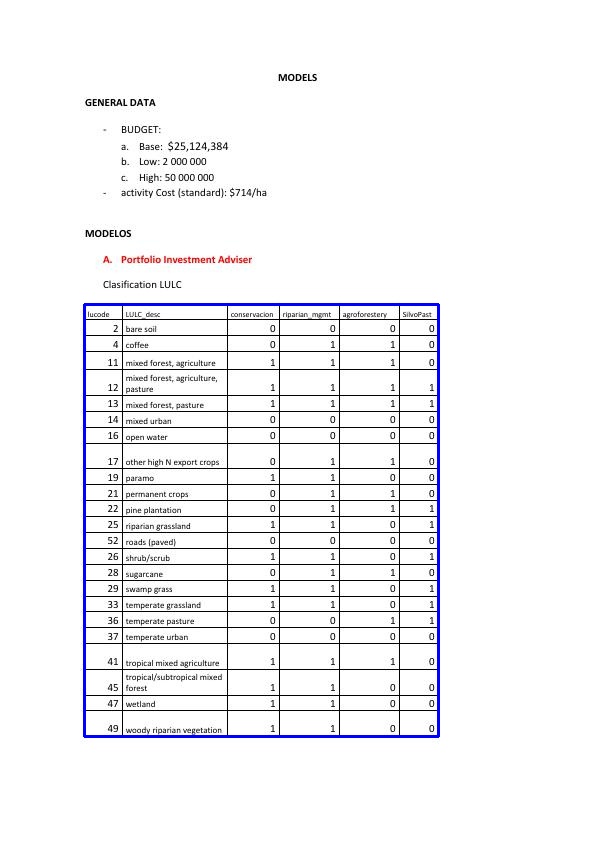 MODELS
GENERAL DATA
- BUDGET:
a. Base: $25,124,384
b. Low: 2 000 000
c. High: 50 000 000
- activity Cost (standard): $714/ha
MODELOS
A. Portfolio Investment Adviser
Clasification LULC
lucode LULC_desc conservacion riparian_mgmt agroforestery SilvoPast
2 bare soil 0 0 0 0
4 coffee 0 1 1 0
11 mixed forest, agriculture 1 1 1 0
mixed forest, agriculture,
12 pasture 1 1 1 1
13 mixed forest, pasture 1 1 1 1
14 mixed urban 0 0 0 0
16 open water 0 0 0 0
17 other high N export crops 0 1 1 0
19 paramo 1 1 0 0
21 permanent crops 0 1 1 0
22 pine plantation 0 1 1 1
25 riparian grassland 1 1 0 1
52 roads (paved) 0 0 0 0
26 shrub/scrub 1 1 0 1
28 sugarcane 0 1 1 0
29 swamp grass 1 1 0 1
33 temperate grassland 1 1 0 1
36 temperate pasture 0 0 1 1
37 temperate urban 0 0 0 0
41 tropical mixed agriculture 1 1 1 0
tropical/subtropical mixed
45 forest 1 1 0 0
47 wetland 1 1 0 0
49 woody riparian vegetation 1 1 0 0